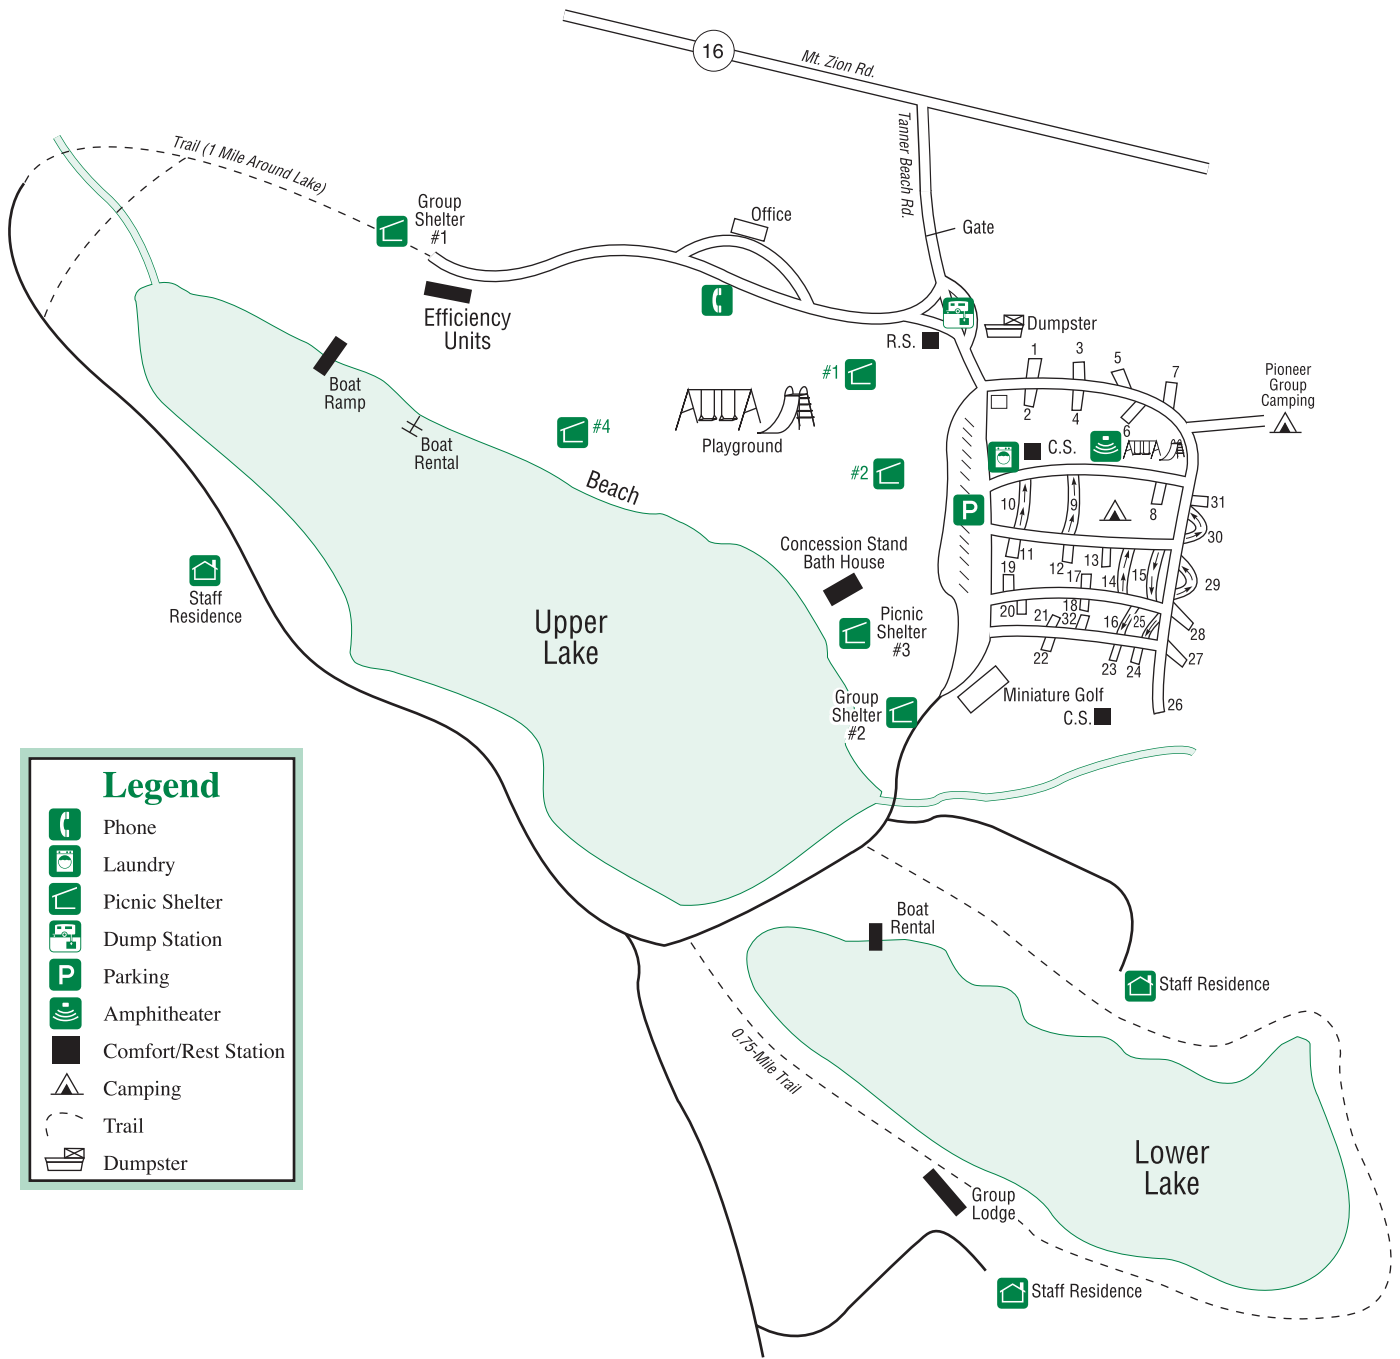 16
Mt. Zion Rd.
Tanner Beach Rd.
Trail (1 Mile Around Lake)
Group
Shelter
#1
Office
Gate
Efficiency
Units
R.S.
Dumpster
#1
Boat
Ramp
Boat
Rental
#4
Playground
Beach
#2
1
3
5
7
2
4
6
Pioneer
Group
Camping
C.S.
10
9
8
31
30
P
11
12
13
14
15
29
19
17
20
18
21
32
16
25
28
22
23
24
27
26
Concession Stand
Bath House
Picnic
Shelter
#3
Staff
Residence
Upper
Lake
Group
Shelter
#2
Miniature Golf
C.S.
Boat
Rental
Staff Residence
0.75-Mile Trail
Lower
Lake
Group
Lodge
Staff Residence
Legend
Phone
Laundry
Picnic Shelter
Dump Station
P Parking
Amphitheater
Comfort/Rest Station
Camping
Trail
Dumpster